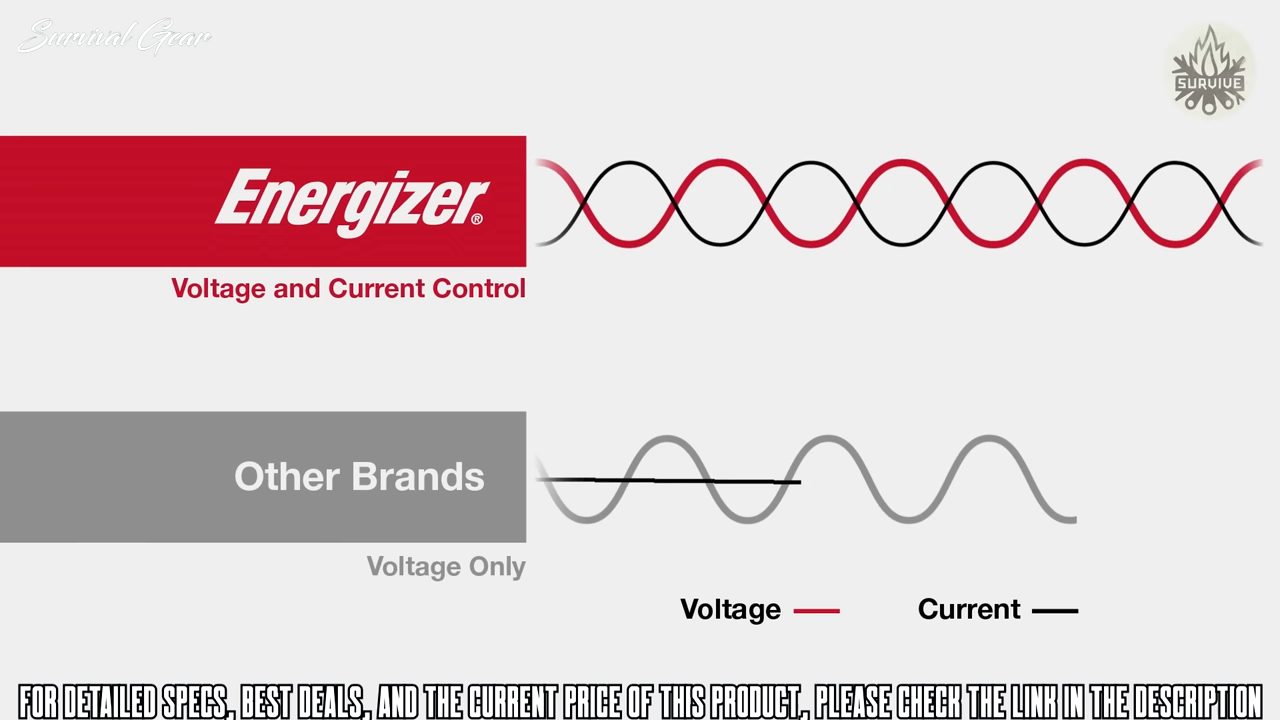 Survival Gear
SURVIVE
Energizer®
Voltage and Current Control
Other Brands
Voltage Only
Voltage
Current
FOR DETAILED SPECS, BEST DEALS, AND THE CURRENT PRICE OF THIS PRODUCT, PLEASE CHECK THE LINK IN THE DESCRIPTION